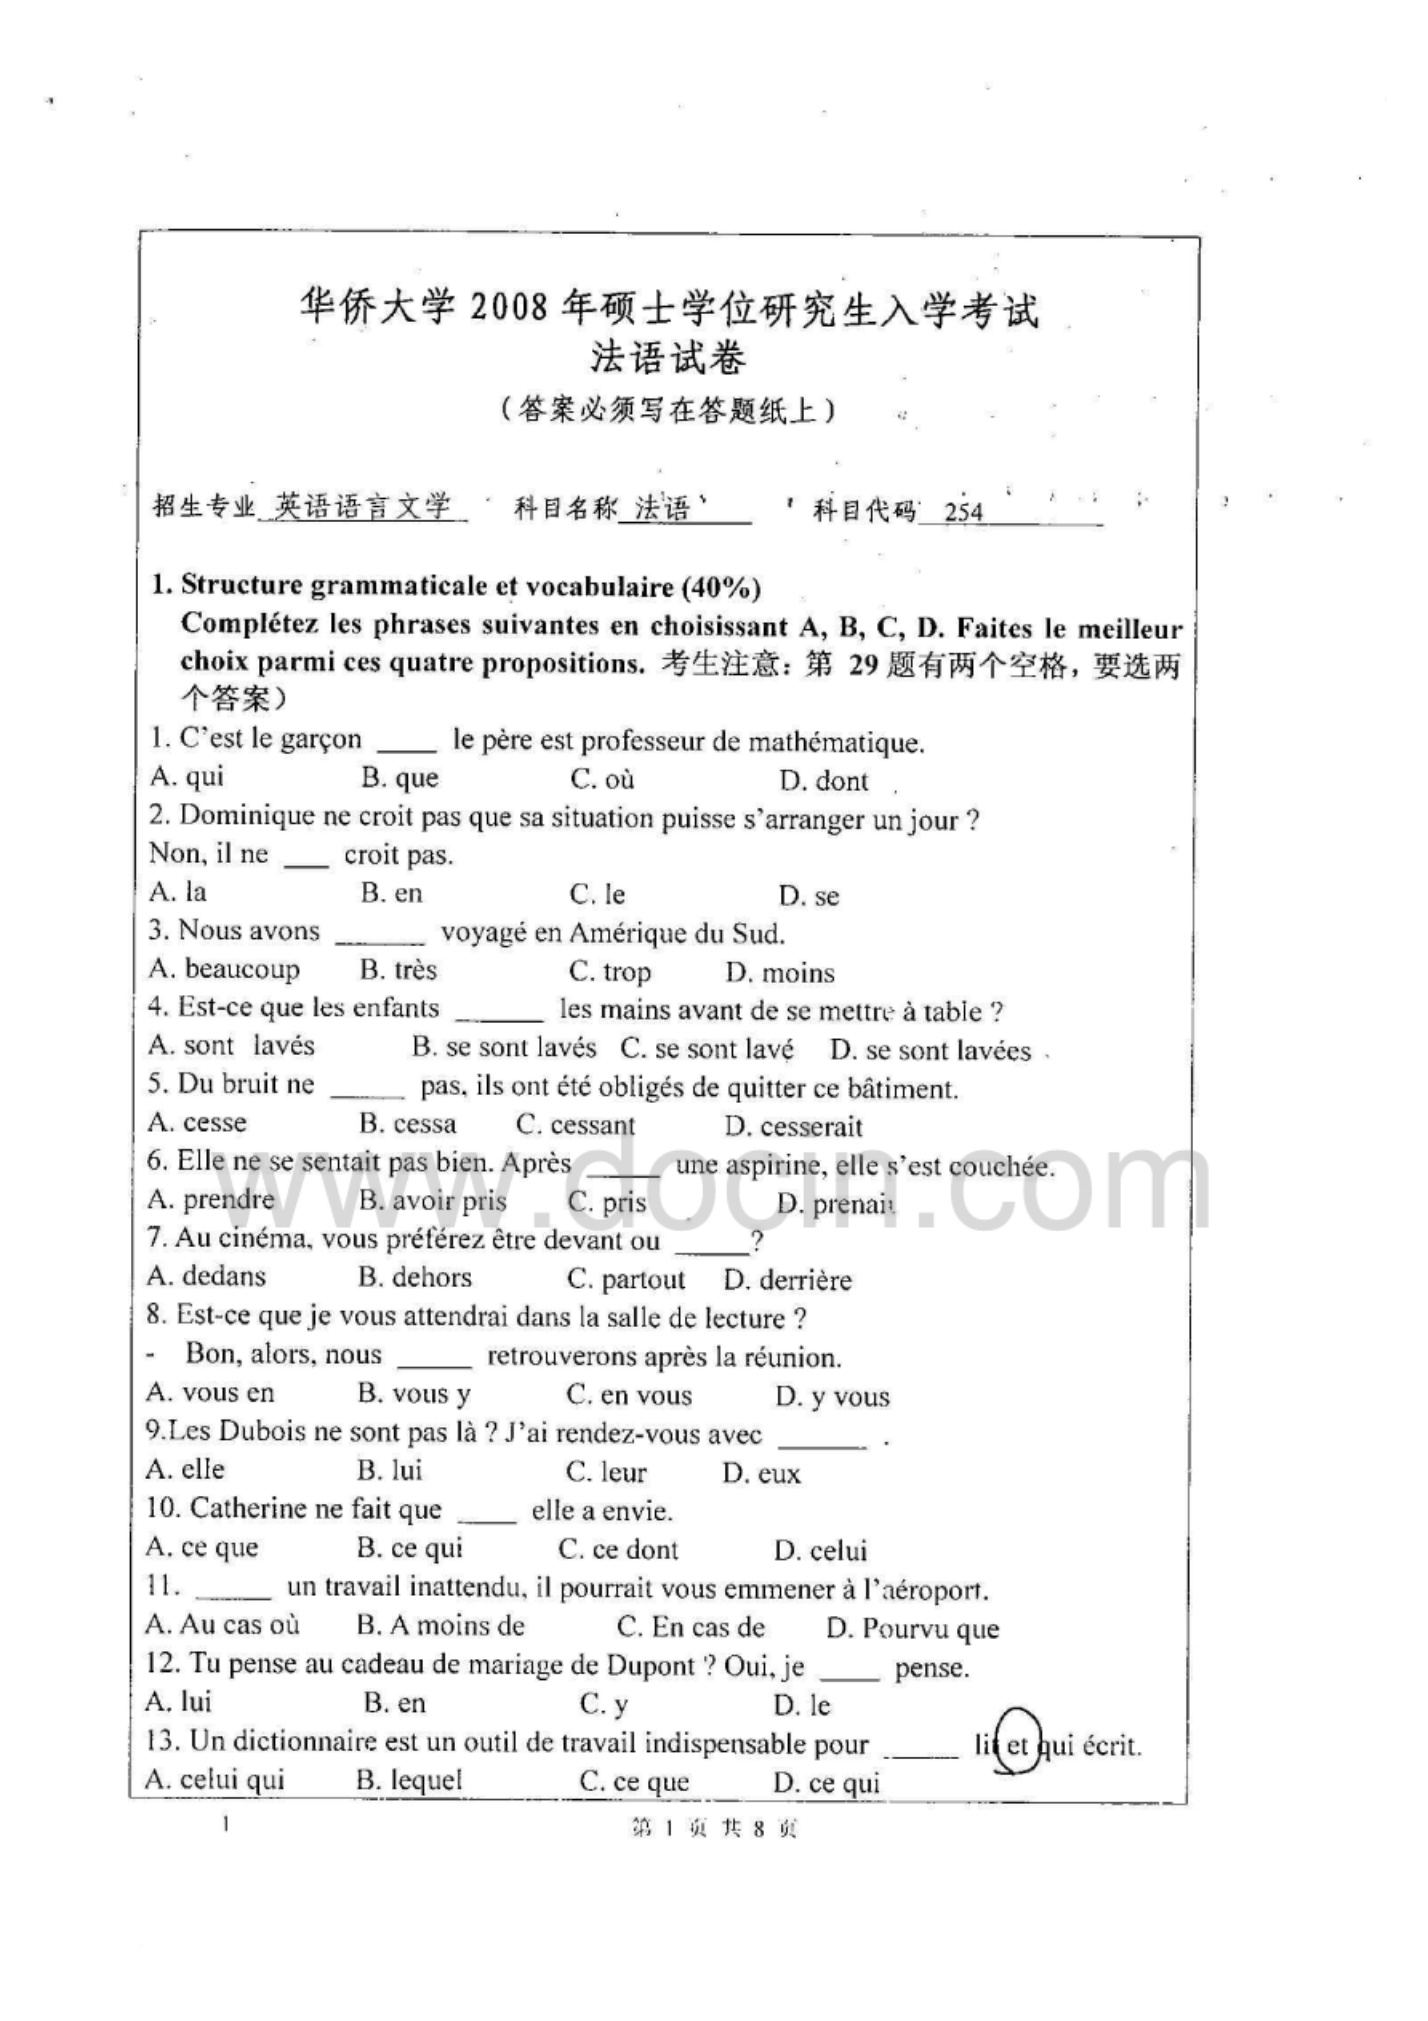 华侨大学 2008 年硕士学位研究生入学考试
法语试卷
（答案必须写在答题纸上）
招生专业 英语语言文学 科目名称 法语 科目代码 254
1. Structure grammaticale et vocabulaire (40%)
Complétez les phrases suivantes en choisissant A, B, C, D. Faites le meilleur
choix parmi ces quatre propositions. 考生注意：第 29 题有两个空格，要选两
个答案）
1. C’est le garçon ____ le père est professeur de mathématique.
A. qui B. que C. où D. dont
2. Dominique ne croit pas que sa situation puisse s’arranger un jour ?
Non, il ne ___ croit pas.
A. la B. en C. le D. se
3. Nous avons ______ voyagé en Amérique du Sud.
A. beaucoup B. très C. trop D. moins
4. Est-ce que les enfants ______ les mains avant de se mettre à table ?
A. sont lavés B. se sont lavés C. se sont lavé D. se sont lavées
5. Du bruit ne _____ pas, ils ont été obligés de quitter ce bâtiment.
A. cesse B. cessa C. cessant D. cesserait
www.docin.com
6. Elle ne se sentait pas bien. Après _____ une aspirine, elle s’est couchée.
A. prendre B. avoir pris C. pris D. prenait
7. Au cinéma, vous préférez être devant ou _____?
A. dedans B. dehors C. partout D. derrière
8. Est-ce que je vous attendrai dans la salle de lecture ?
- Bon, alors, nous _____ retrouverons après la réunion.
A. vous en B. vous y C. en vous D. y vous
9.Les Dubois ne sont pas là ? J’ai rendez-vous avec ______ .
A. elle B. lui C. leur D. eux
10. Catherine ne fait que ____ elle a envie.
A. ce que B. ce qui C. ce dont D. celui
11. _____ un travail inattendu, il pourrait vous emmener à l’aéroport.
A. Au cas où B. A moins de C. En cas de D. Pourvu que
12. Tu pense au cadeau de mariage de Dupont ? Oui, je ____ pense.
A. lui B. en C. y D. le
13. Un dictionnaire est un outil de travail indispensable pour _____ lit et qui écrit.
A. celui qui B. lequel C. ce que D. ce qui
1 第 1 页 共 8 页